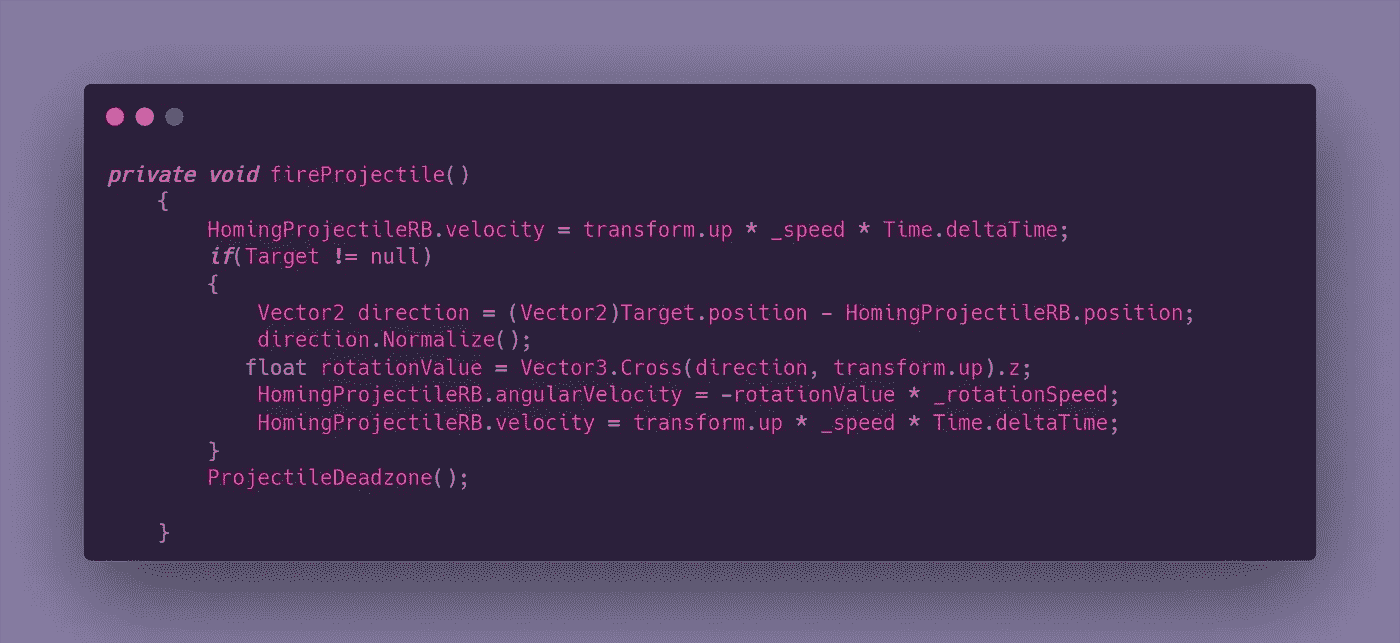 private void fireProjectile()
{
HomingProjectileRB.velocity = transform.up * _speed * Time.deltaTime;
if(Target != null)
{
Vector2 direction = (Vector2)Target.position - HomingProjectileRB.position;
direction.Normalize();
float rotationValue = Vector3.Cross(direction, transform.up).z;
HomingProjectileRB.angularVelocity = -rotationValue * _rotationSpeed;
HomingProjectileRB.velocity = transform.up * _speed * Time.deltaTime;
}
ProjectileDeadzone();
}